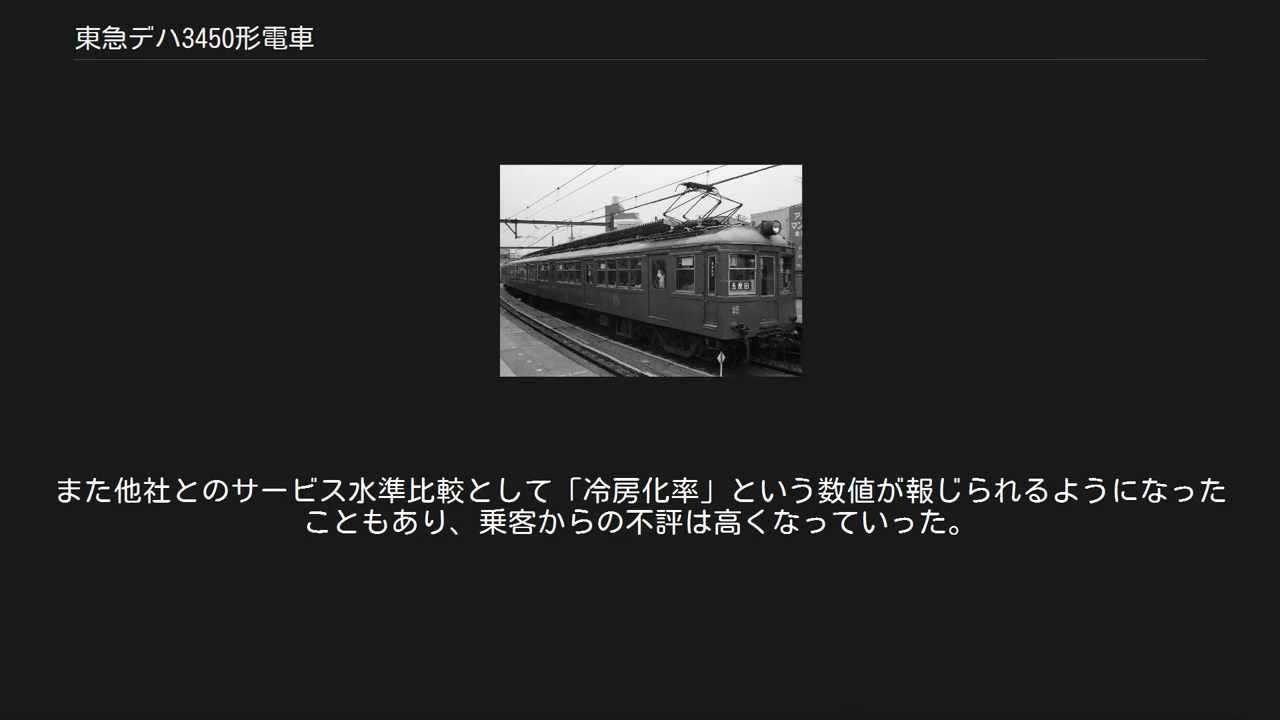 東急デハ3450形電車
また他社とのサービス水準比較として「冷房化率」という数値が報じられるようになった
こともあり、乗客からの不評は高くなっていった。